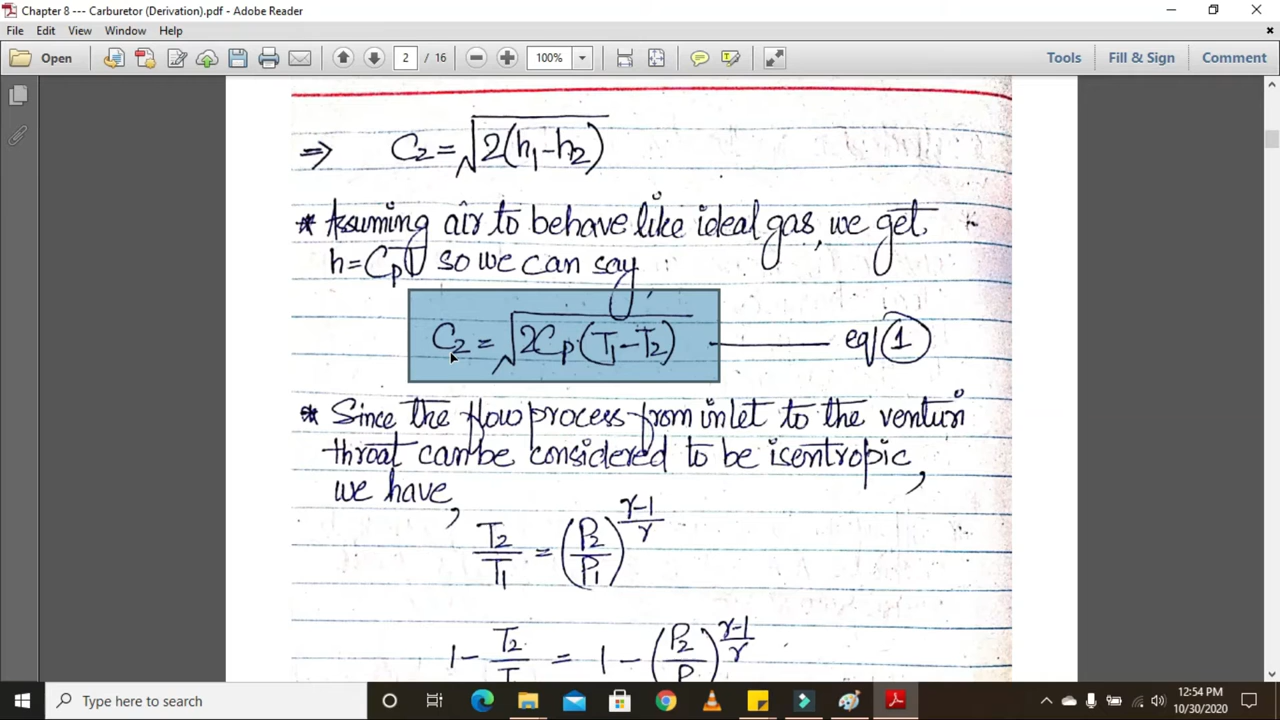 Chapter 8 --- Carburetor (Derivation).pdf - Adobe Reader
File Edit View Window Help
Open 2 / 16 100% Tools Fill & Sign Comment
⇒ C₂ = √2(h₁-h₂)
* Assuming air to behave like ideal gas, we get.
h = CpT so we can say
C₂ = √2Cp·(T₁-T₂) ——— eq ①
* Since the flow process from inlet to the venturi
throat can be considered to be isentropic,
we have,
T₂/T₁ = (P₂/P₁)^(γ-1)/γ
1 - T₂/T = 1 - (P₂/P)^(γ-1)/γ
Type here to search
12:54 PM
10/30/2020